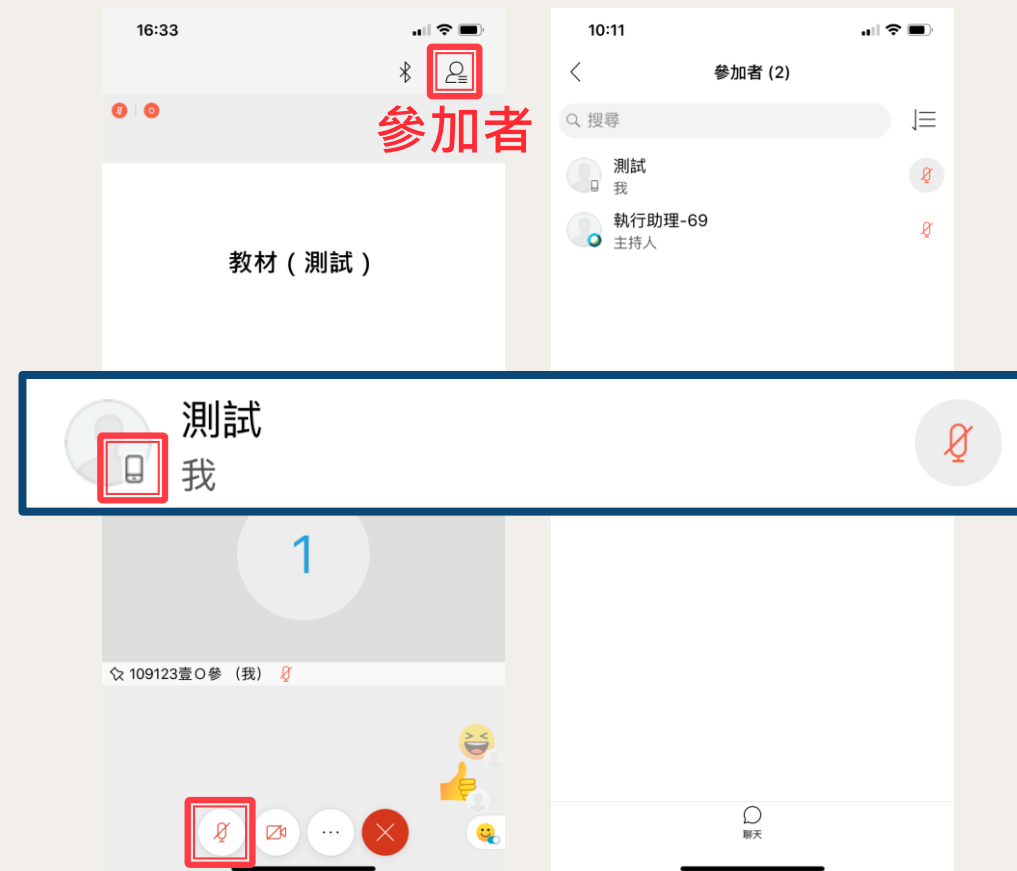 16:33
參加者
教材（測試）
1
109123壹O參 （我）
10:11
參加者 (2)
搜尋
測試
我
執行助理-69
主持人
測試
我
聊天